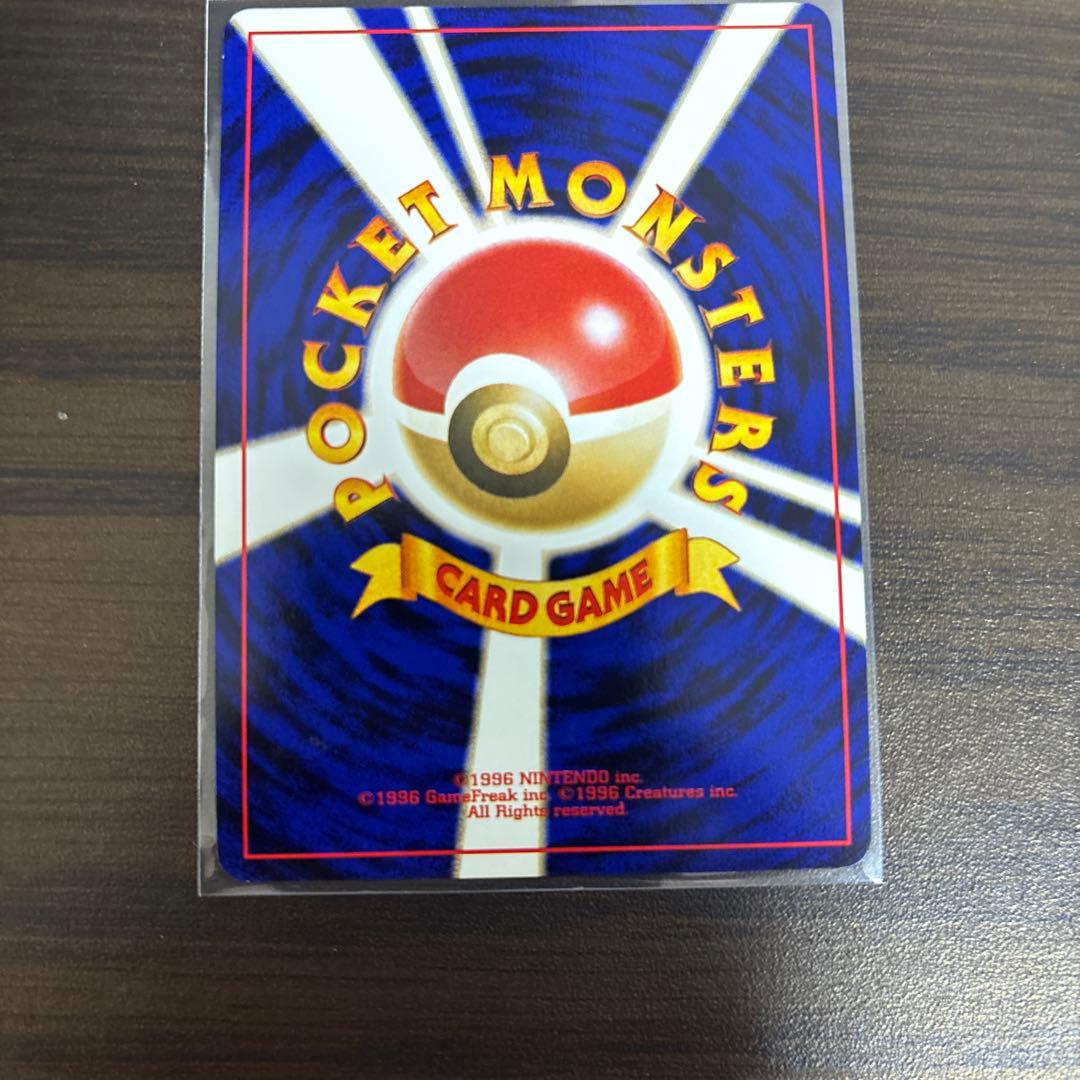 POCKET MONSTERS
CARD GAME
©1996 NINTENDO inc.
©1996 GameFreak inc. ©1996 Creatures inc.
All Rights reserved.